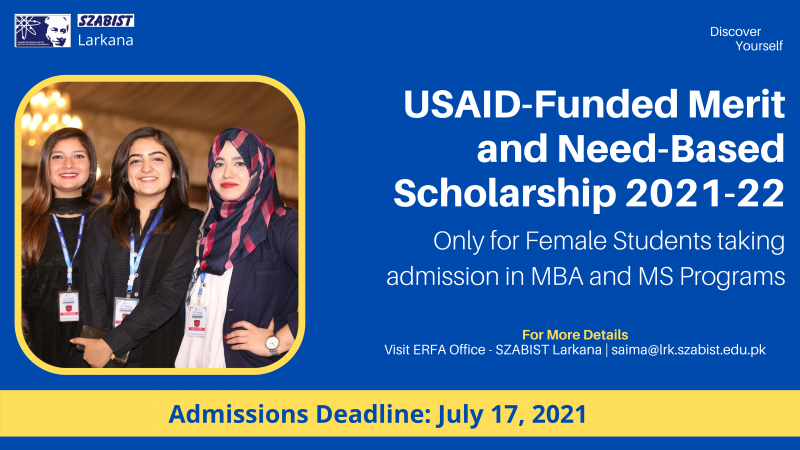 SZABIST
Larkana
Discover
Yourself
USAID-Funded Merit
and Need-Based
Scholarship 2021-22
Only for Female Students taking
admission in MBA and MS Programs
For More Details
Visit ERFA Office - SZABIST Larkana | saima@lrk.szabist.edu.pk
Admissions Deadline: July 17, 2021